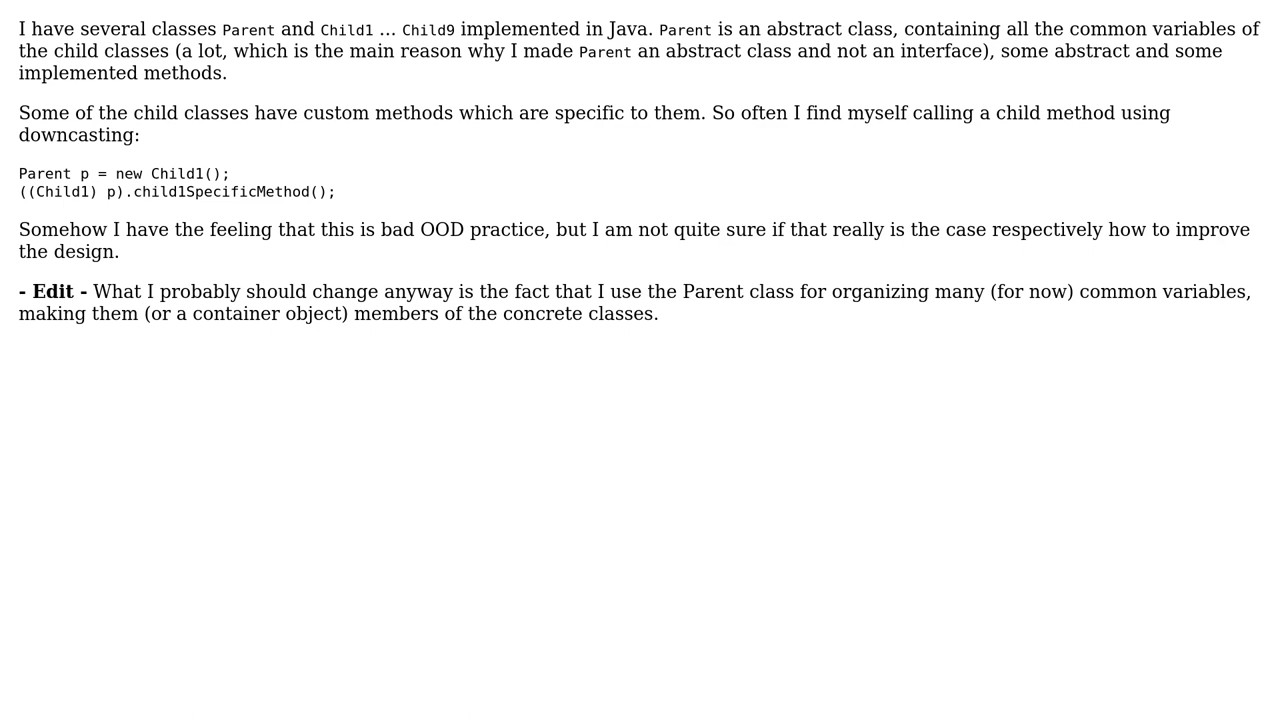 I have several classes Parent and Child1 ... Child9 implemented in Java. Parent is an abstract class, containing all the common variables of
the child classes (a lot, which is the main reason why I made Parent an abstract class and not an interface), some abstract and some
implemented methods.
Some of the child classes have custom methods which are specific to them. So often I find myself calling a child method using
downcasting:
Parent p = new Child1();
((Child1) p).child1SpecificMethod();
Somehow I have the feeling that this is bad OOD practice, but I am not quite sure if that really is the case respectively how to improve
the design.
- Edit - What I probably should change anyway is the fact that I use the Parent class for organizing many (for now) common variables,
making them (or a container object) members of the concrete classes.